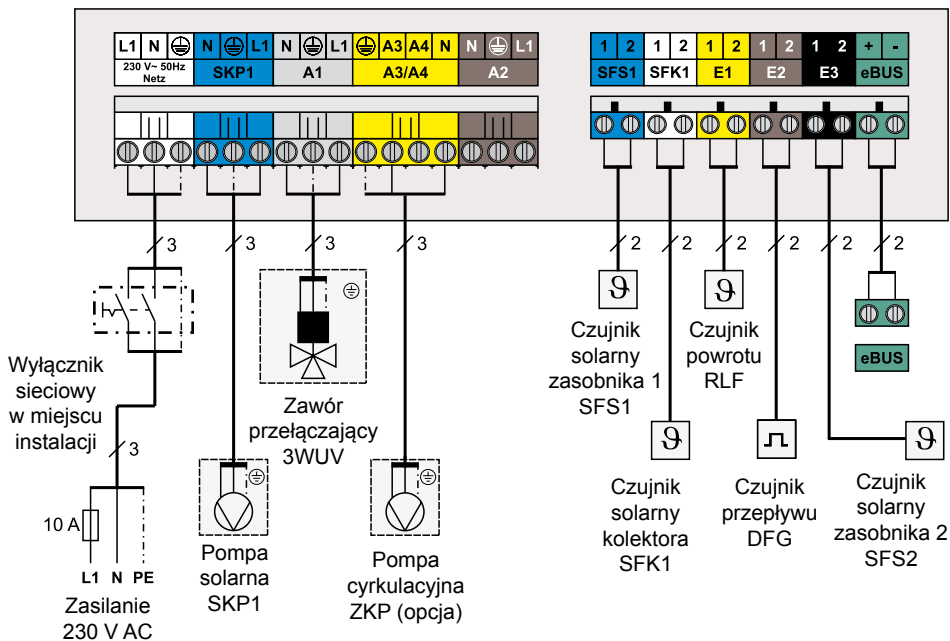 L1 N N L1 N L1 A3 A4 N N L1
230 V~ 50Hz
Netz
SKP1
A1
A3/A4
A2
1 2 1 2 1 2 1 2 1 2 + -
SFS1 SFK1 E1 E2 E3 eBUS
3
3
3
3
2
2
2
2
2
2
Wyłącznik
sieciowy
w miejscu
instalacji
3
10 A
L1 N PE
Zasilanie
230 V AC
Pompa
solarna
SKP1
Zawór
przełączający
3WUV
Pompa
cyrkulacyjna
ZKP (opcja)
ϑ
Czujnik
solarny
zasobnika 1
SFS1
ϑ
Czujnik
solarny
kolektora
SFK1
ϑ
Czujnik
powrotu
RLF
Czujnik
przepływu
DFG
eBUS
ϑ
Czujnik
solarny
zasobnika 2
SFS2